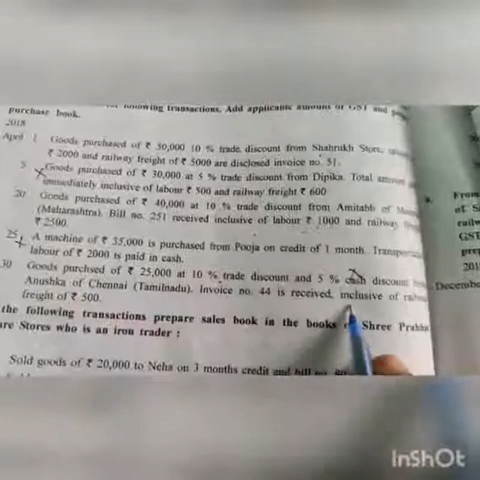 following transactions. Add applicable amount of GST and
purchase book.
2018
April 1 Goods purchased of ₹ 50,000 10 % trade discount from Shahrukh Store,
₹ 2000 and railway freight of ₹ 5000 are disclosed invoice no. 51.
5 Goods purchased of ₹ 30,000 at 5 % trade discount from Dipika. Total amount
immediately inclusive of labour ₹ 500 and railway freight ₹ 600
20 Goods purchased of ₹ 40,000 at 10 % trade discount from Amitabh of
(Maharashtra). Bill no. 251 received inclusive of labour ₹ 1000 and railway
₹ 2500.
25 A machine of ₹ 35,000 is purchased from Pooja on credit of 1 month.
labour of ₹ 2000 is paid in cash.
30 Goods purchsed of ₹ 25,000 at 10 % trade discount and 5 % cash discount
Anushka of Chennai (Tamilnadu). Invoice no. 44 is received, inclusive of
freight of ₹ 500.
the following transactions prepare sales book in the books Shree Prabha
Stores who is an iron trader :
Sold goods of ₹ 20,000 to Neha on 3 months credit and bill no.
From
of
GST
201
December
InShOt